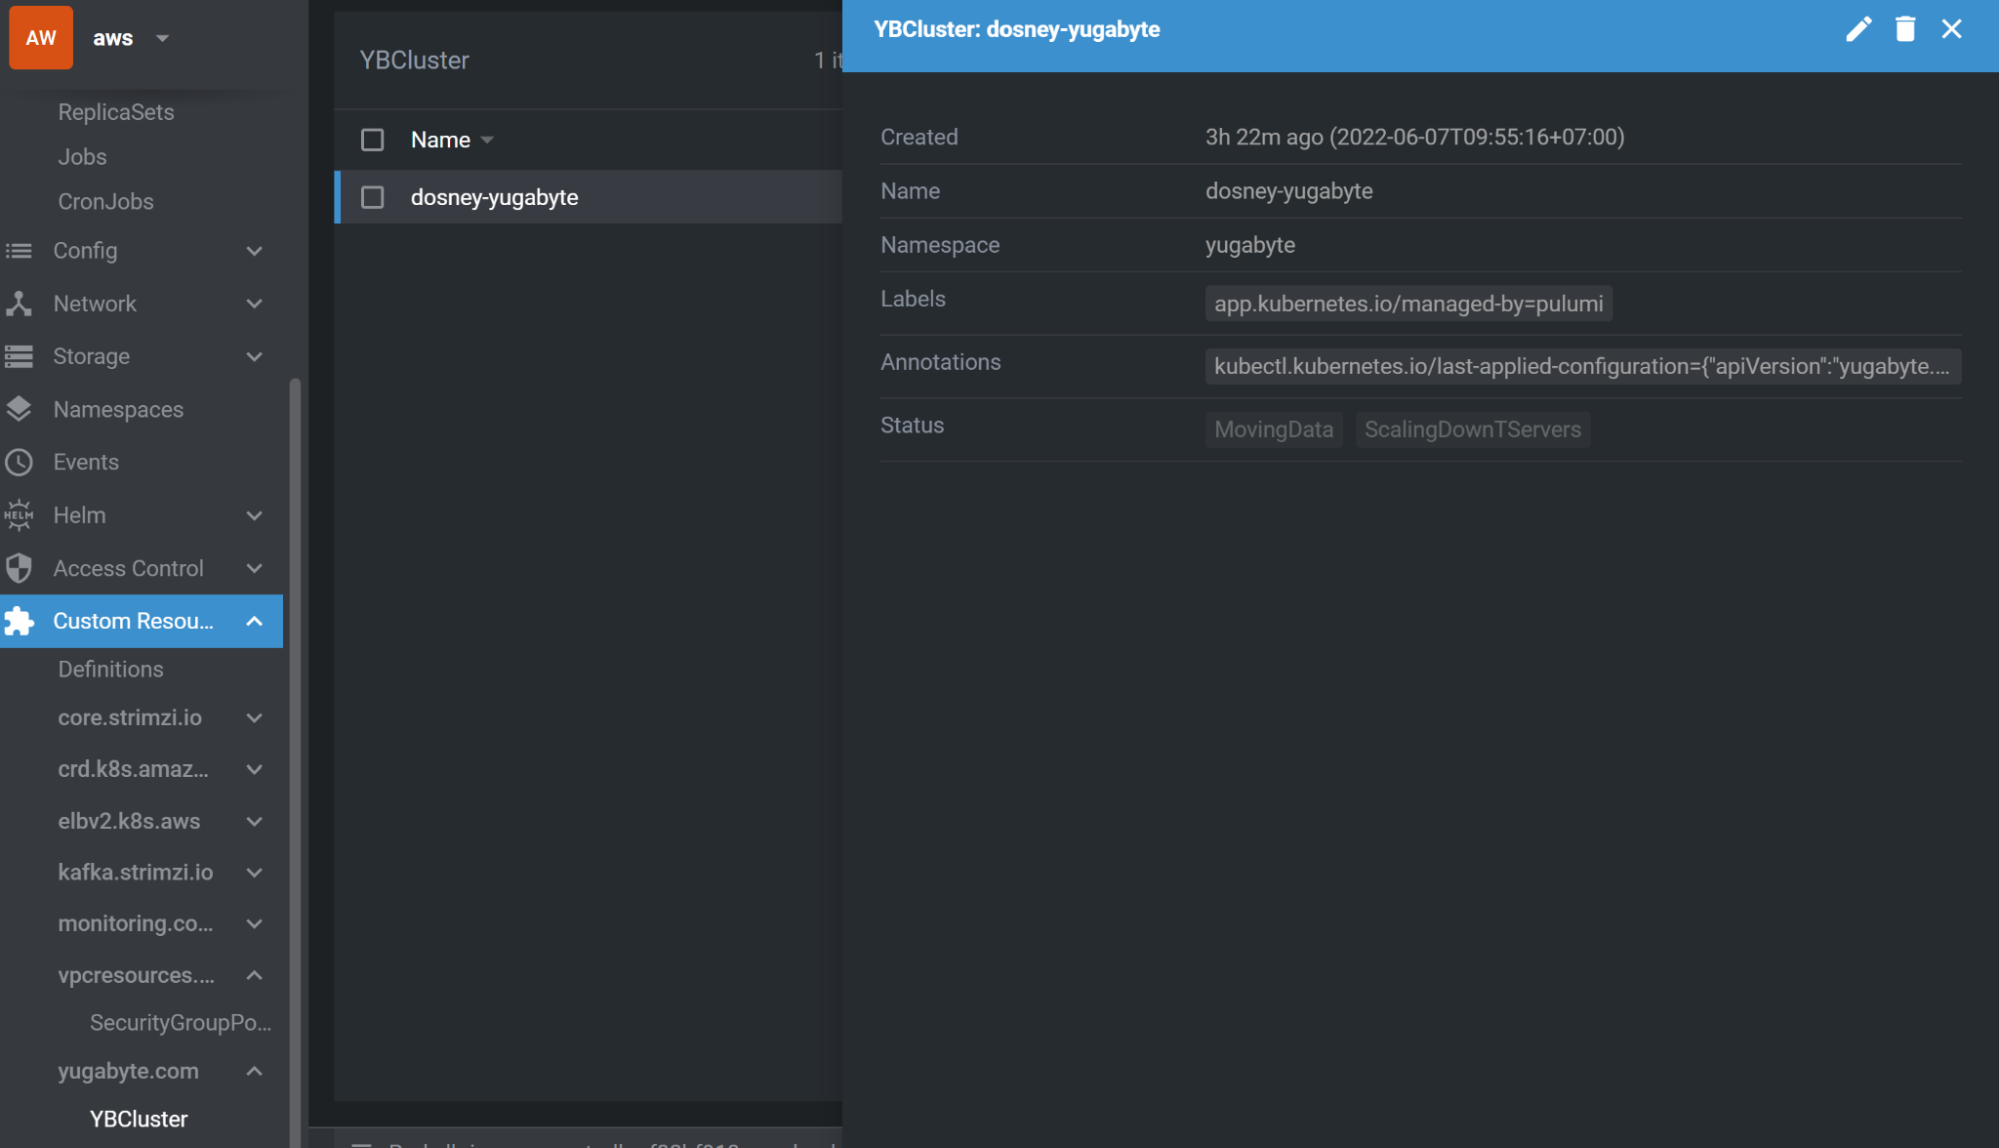 AW
aws
ReplicaSets
Jobs
CronJobs
Config
Network
Storage
Namespaces
Events
HELM
Helm
Access Control
Custom Resou...
Definitions
core.strimzi.io
crd.k8s.amaz...
elbv2.k8s.aws
kafka.strimzi.io
monitoring.co...
vpcresources....
SecurityGroupPo...
yugabyte.com
YBCluster
YBCluster
1 it
Name
dosney-yugabyte
YBCluster: dosney-yugabyte
Created 3h 22m ago (2022-06-07T09:55:16+07:00)
Name dosney-yugabyte
Namespace yugabyte
Labels app.kubernetes.io/managed-by=pulumi
Annotations kubectl.kubernetes.io/last-applied-configuration={"apiVersion":"yugabyte....
Status MovingData ScalingDownTServers